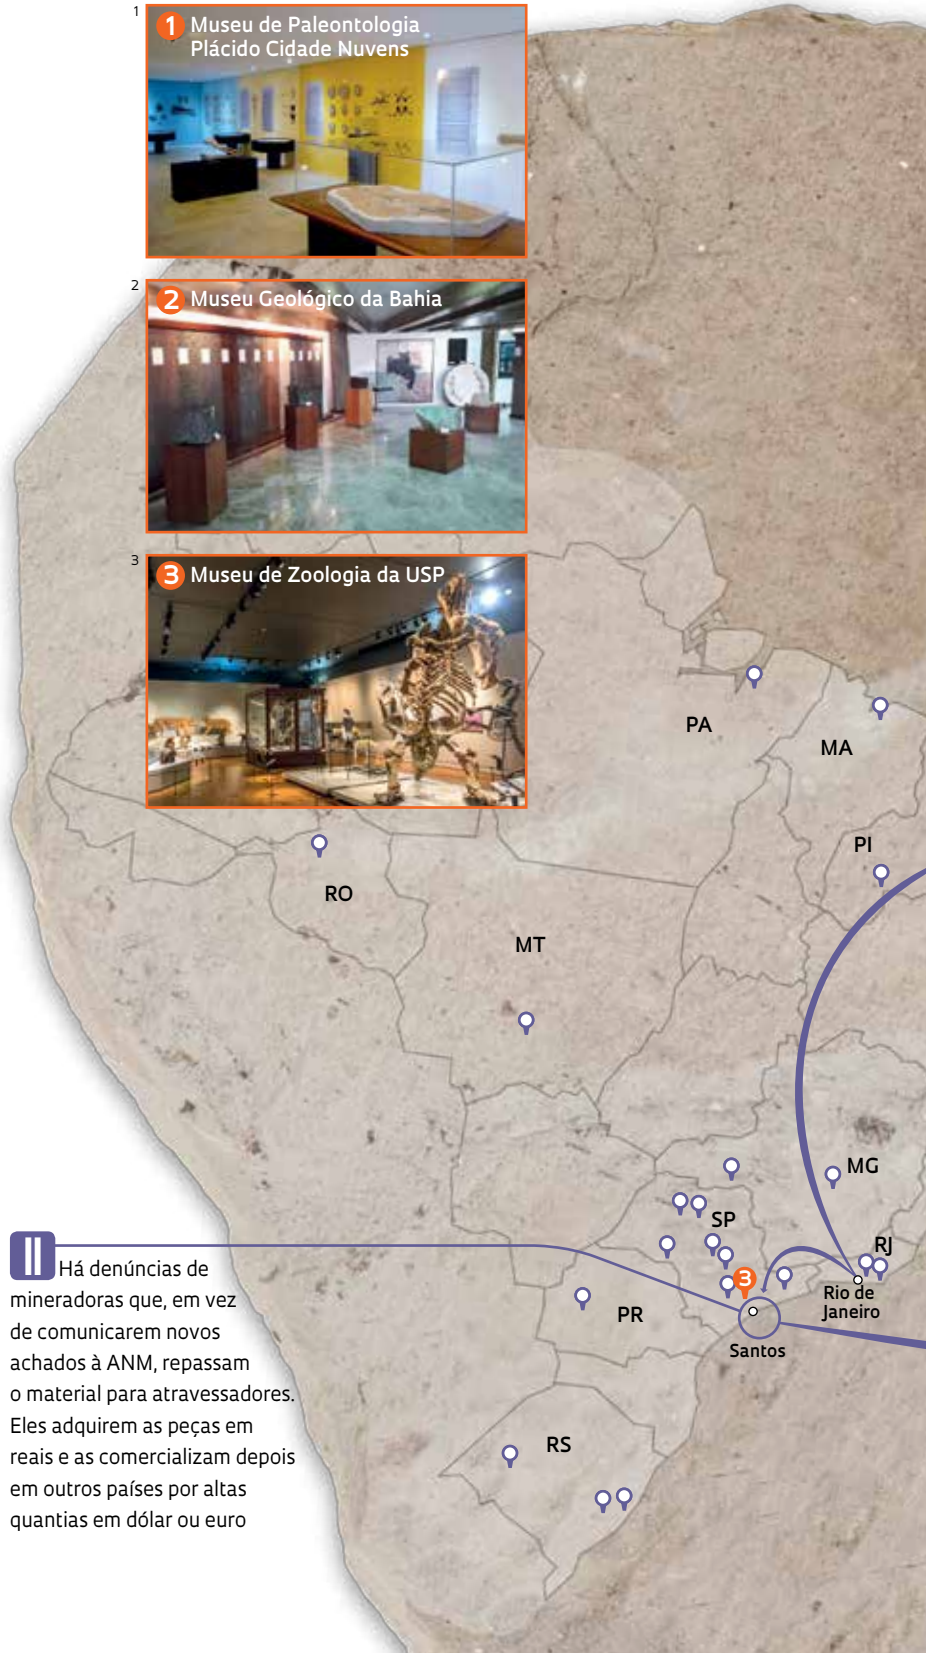 1
1 Museu de Paleontologia
Plácido Cidade Nuvens
2
2 Museu Geológico da Bahia
3
3 Museu de Zoologia da USP
PA
MA
PI
RO
MT
MG
SP
RJ
3
Rio de
Janeiro
PR
Santos
RS
II Há denúncias de
mineradoras que, em vez
de comunicarem novos
achados à ANM, repassam
o material para atravessadores.
Eles adquirem as peças em
reais e as comercializam depois
em outros países por altas
quantias em dólar ou euro